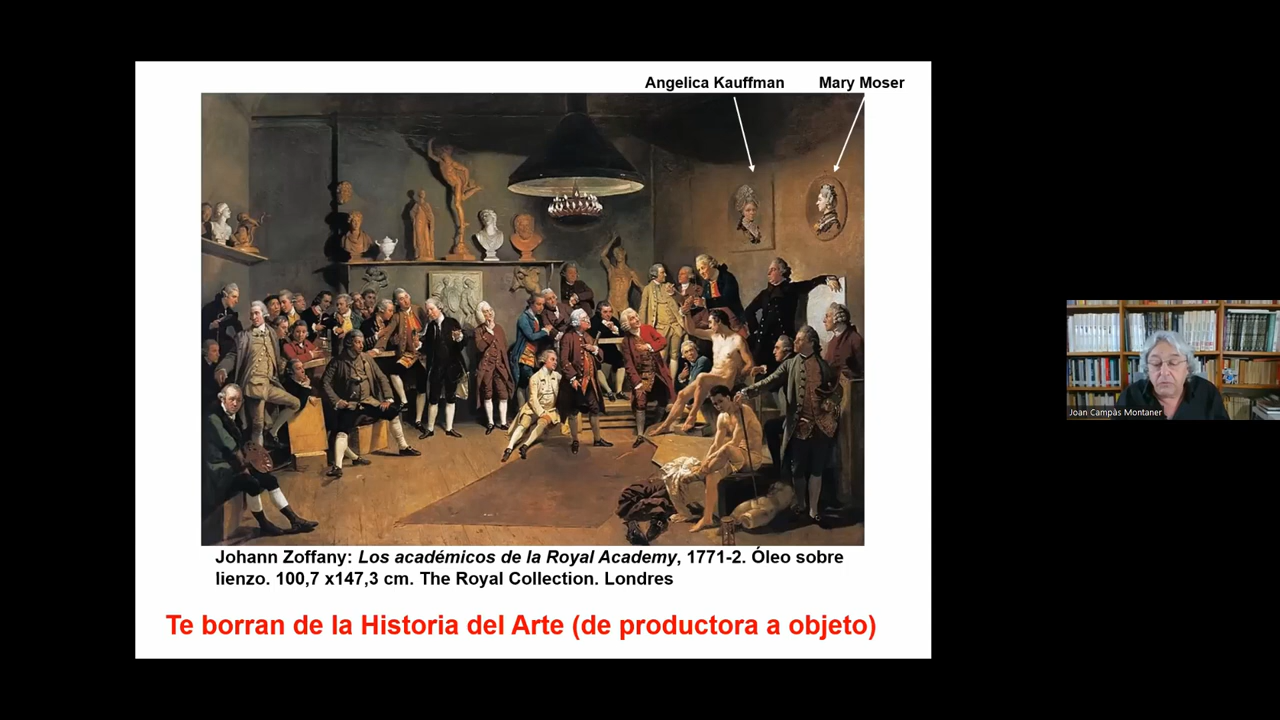 Angelica Kauffman
Mary Moser
Johann Zoffany: Los académicos de la Royal Academy, 1771-2. Óleo sobre
lienzo. 100,7 x147,3 cm. The Royal Collection. Londres
Te borran de la Historia del Arte (de productora a objeto)
Joan Campàs Montaner